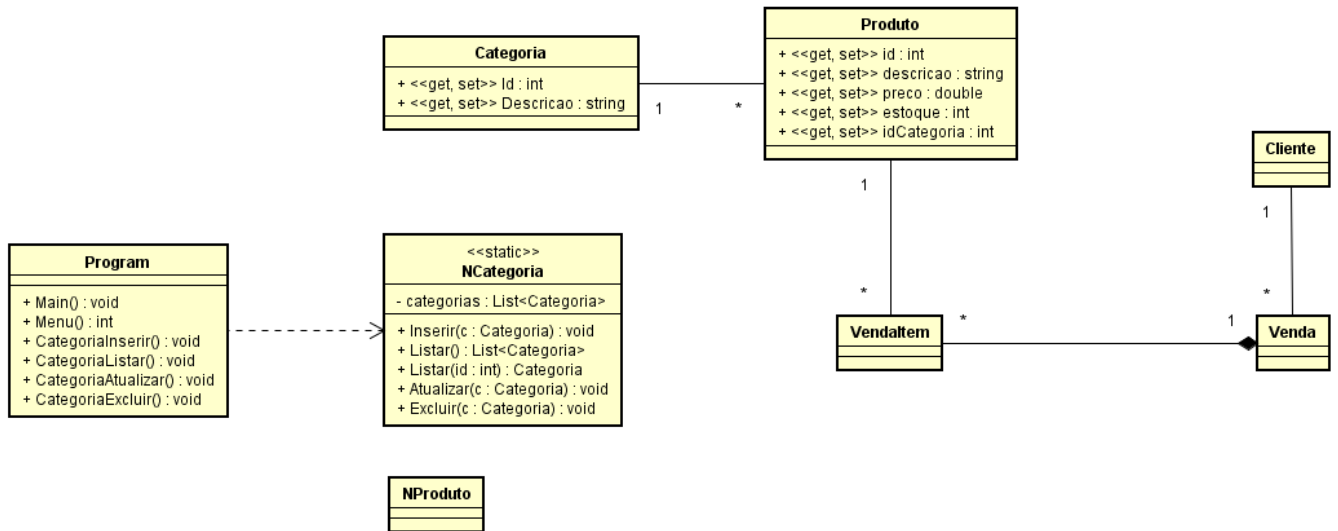 Categoria
+ <<get, set>> Id : int
+ <<get, set>> Descricao : string
1
*
Produto
+ <<get, set>> id : int
+ <<get, set>> descricao : string
+ <<get, set>> preco : double
+ <<get, set>> estoque : int
+ <<get, set>> idCategoria : int
1
*
Cliente
1
*
Program
+ Main() : void
+ Menu() : int
+ CategoriaInserir() : void
+ CategoriaListar() : void
+ CategoriaAtualizar() : void
+ CategoriaExcluir() : void
<<static>>
NCategoria
- categorias : List<Categoria>
+ Inserir(c : Categoria) : void
+ Listar() : List<Categoria>
+ Listar(id : int) : Categoria
+ Atualizar(c : Categoria) : void
+ Excluir(c : Categoria) : void
VendaItem
*
1
Venda
NProduto